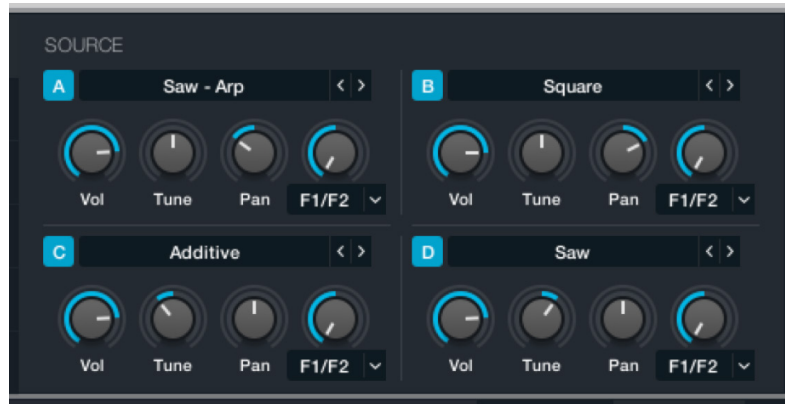 SOURCE
A Saw - Arp < >
B Square < >
Vol Tune Pan F1/F2
Vol Tune Pan F1/F2
C Additive < >
D Saw < >
Vol Tune Pan F1/F2
Vol Tune Pan F1/F2